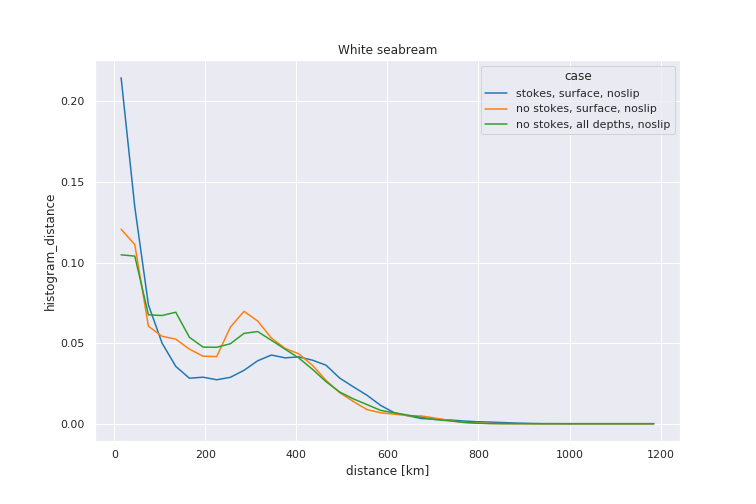 White seabream
case
stokes, surface, noslip
no stokes, surface, noslip
no stokes, all depths, noslip
histogram_distance
0.20
0.15
0.10
0.05
0.00
0 200 400 600 800 1000 1200
distance [km]